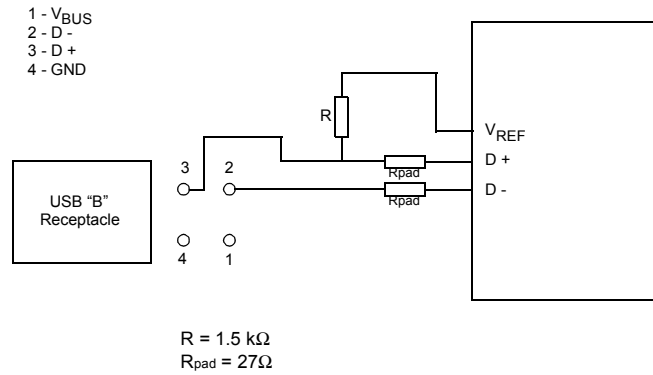 1 - VBUS
2 - D -
3 - D +
4 - GND
R
VREF
3
2
Rpad
D +
USB “B”
Receptacle
Rpad
D -
4
1
R = 1.5 kΩ
Rpad = 27Ω